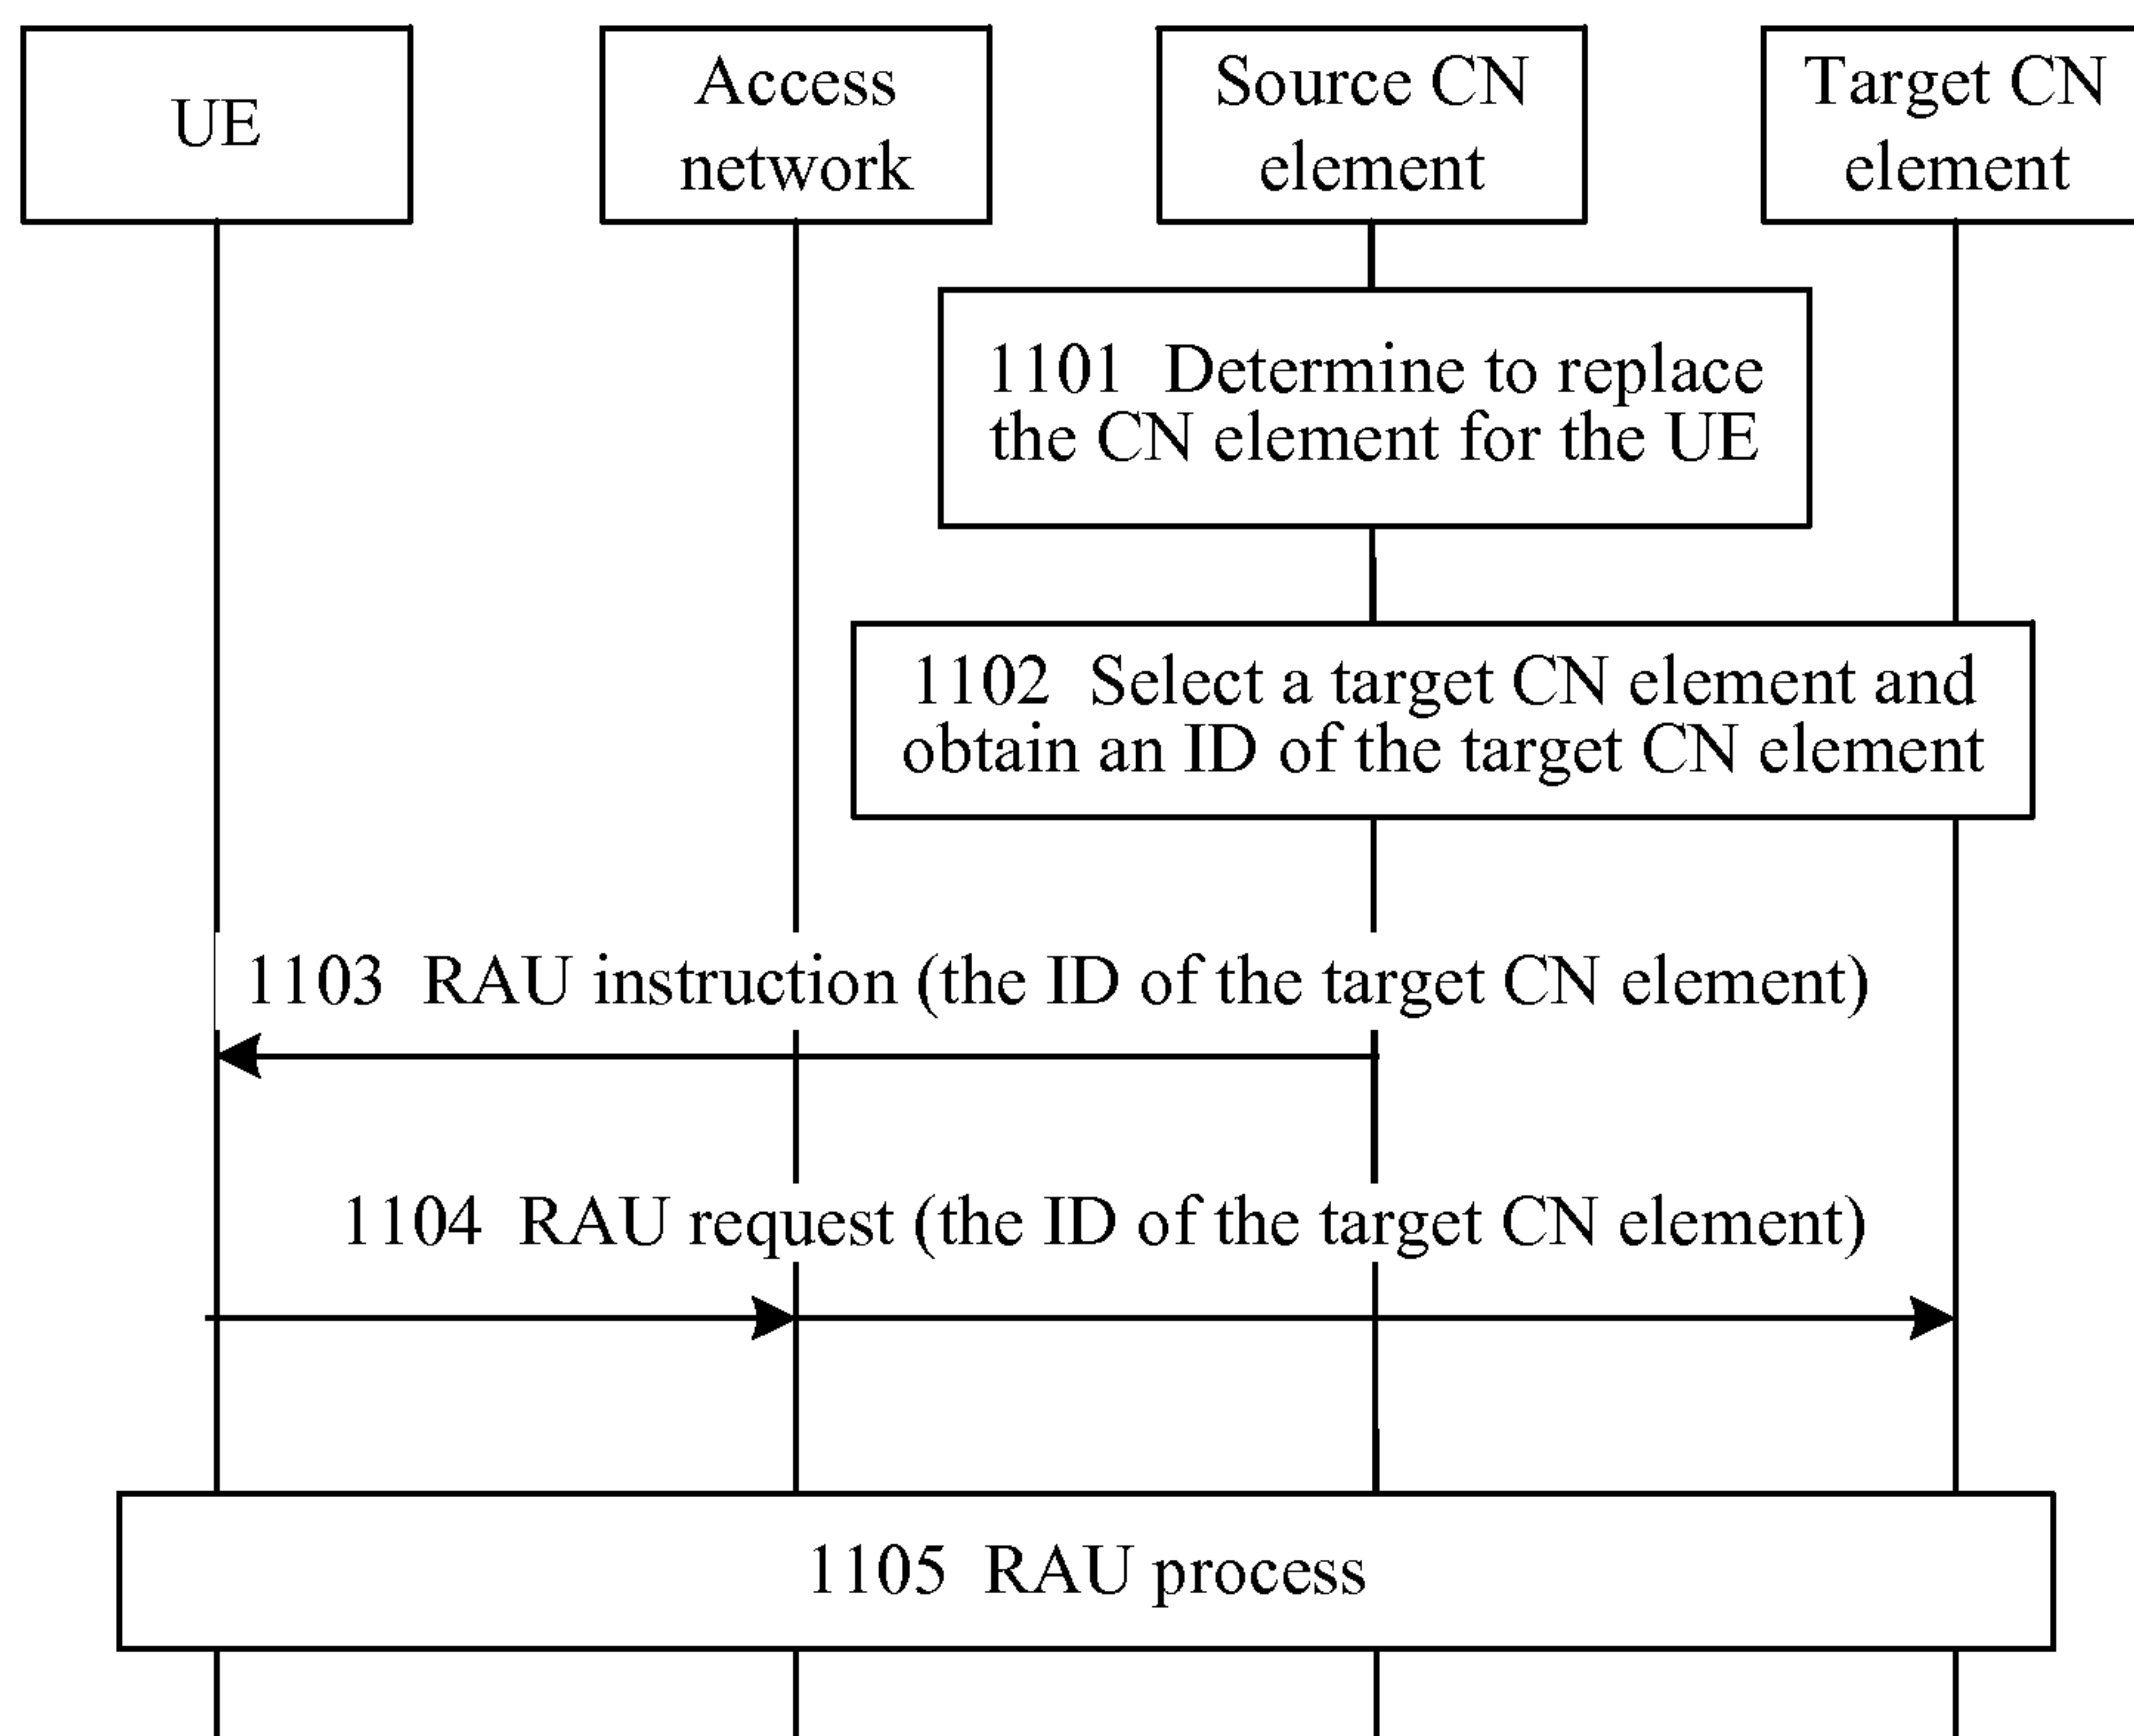 UE
Access
network
Source CN
element
Target CN
element
1101 Determine to replace
the CN element for the UE
1102 Select a target CN element and
obtain an ID of the target CN element
1103 RAU instruction (the ID of the target CN element)
1104 RAU request (the ID of the target CN element)
1105 RAU process